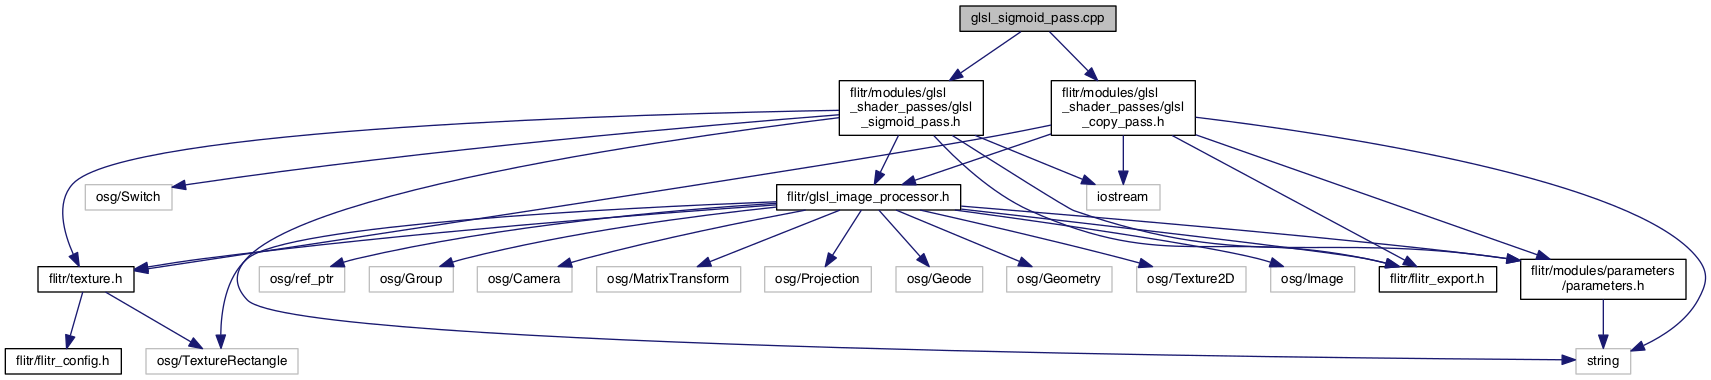 glsl_sigmoid_pass.cpp
flitr/modules/glsl
_shader_passes/glsl
_sigmoid_pass.h
flitr/modules/glsl
_shader_passes/glsl
_copy_pass.h
osg/Switch
flitr/glsl_image_processor.h
iostream
flitr/texture.h
osg/ref_ptr
osg/Group
osg/Camera
osg/MatrixTransform
osg/Projection
osg/Geode
osg/Geometry
osg/Texture2D
osg/Image
flitr/flitr_export.h
flitr/modules/parameters
/parameters.h
flitr/flitr_config.h
osg/TextureRectangle
string